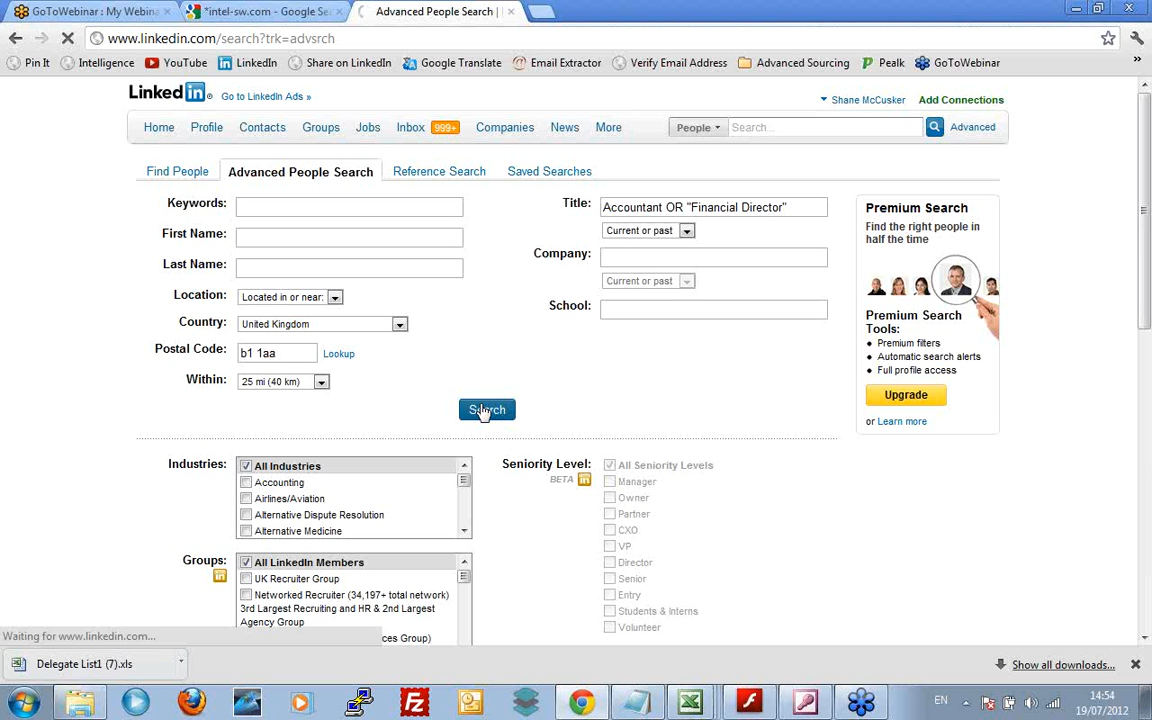 GoToWebinar : My Webina
*intel-sw.com - Google Se
Advanced People Search |
www.linkedin.com/search?trk=advsrch
Pin It
Intelligence
YouTube
LinkedIn
Share on LinkedIn
Google Translate
Email Extractor
Verify Email Address
Advanced Sourcing
Pealk
GoToWebinar
»
Linked in
Go to LinkedIn Ads »
Shane McCusker
Add Connections
Home Profile Contacts Groups Jobs Inbox 999+ Companies News More
People
Search...
Advanced
Find People
Advanced People Search
Reference Search
Saved Searches
Keywords:
First Name:
Last Name:
Location: Located in or near:
Country: United Kingdom
Postal Code: b1 1aa Lookup
Within: 25 mi (40 km)
Title: Accountant OR "Financial Director"
Current or past
Company:
Current or past
School:
Search
Premium Search
Find the right people in
half the time
Premium Search
Tools:
Premium filters
Automatic search alerts
Full profile access
Upgrade
or Learn more
Industries:
All Industries
Accounting
Airlines/Aviation
Alternative Dispute Resolution
Alternative Medicine
Groups:
in
All LinkedIn Members
UK Recruiter Group
Networked Recruiter (34,197+ total network)
3rd Largest Recruiting and HR & 2nd Largest
Agency Group
ces Group)
Seniority Level:
BETA in
All Seniority Levels
Manager
Owner
Partner
CXO
VP
Director
Senior
Entry
Students & Interns
Volunteer
Waiting for www.linkedin.com...
Delegate List1 (7).xls
Show all downloads...
EN
14:54
19/07/2012